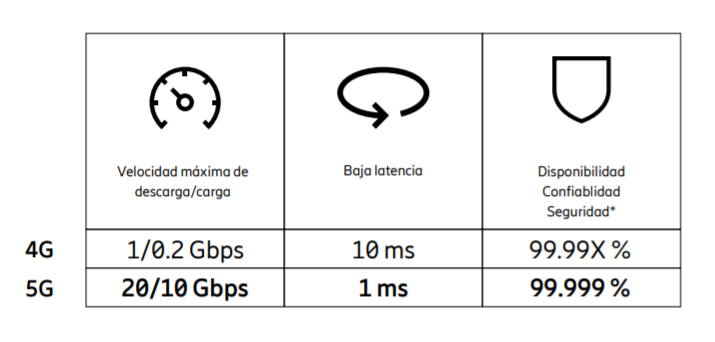 Velocidad máxima de
descarga/carga
Baja latencia
Disponibilidad
Confiablidad
Seguridad*
4G 1/0.2 Gbps 10 ms 99.99X %
5G 20/10 Gbps 1 ms 99.999 %